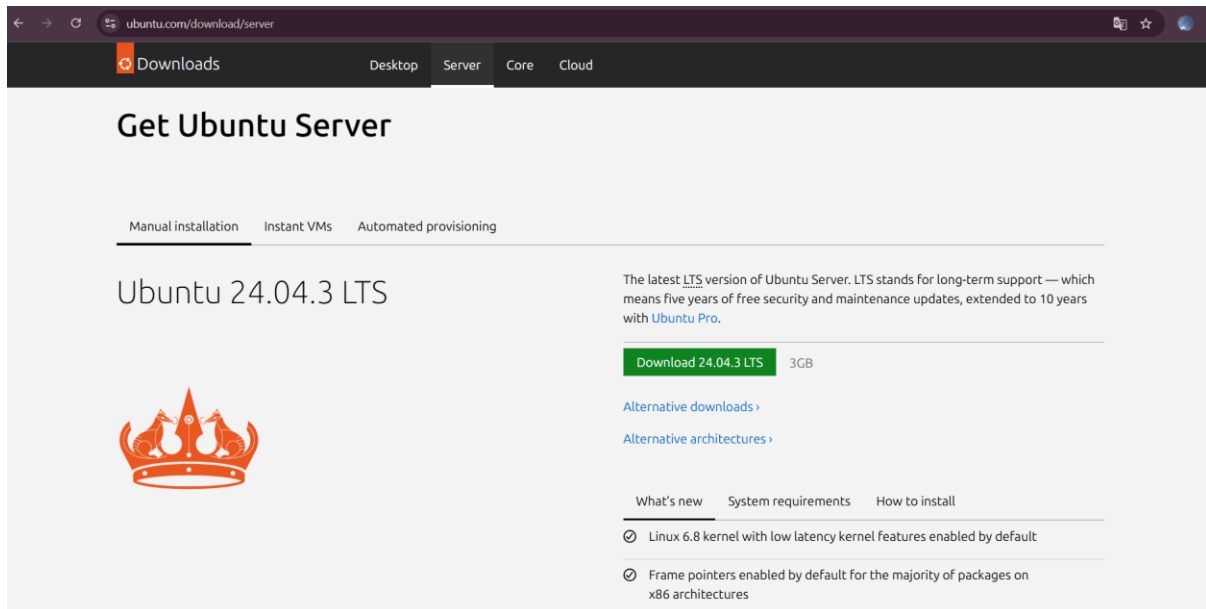 ubuntu.com/download/server
Downloads
Desktop
Server
Core
Cloud
Get Ubuntu Server
Manual installation
Instant VMs
Automated provisioning
Ubuntu 24.04.3 LTS
The latest LTS version of Ubuntu Server. LTS stands for long-term support — which
means five years of free security and maintenance updates, extended to 10 years
with Ubuntu Pro.
Download 24.04.3 LTS
3GB
Alternative downloads ›
Alternative architectures ›
What's new
System requirements
How to install
Linux 6.8 kernel with low latency kernel features enabled by default
Frame pointers enabled by default for the majority of packages on
x86 architectures